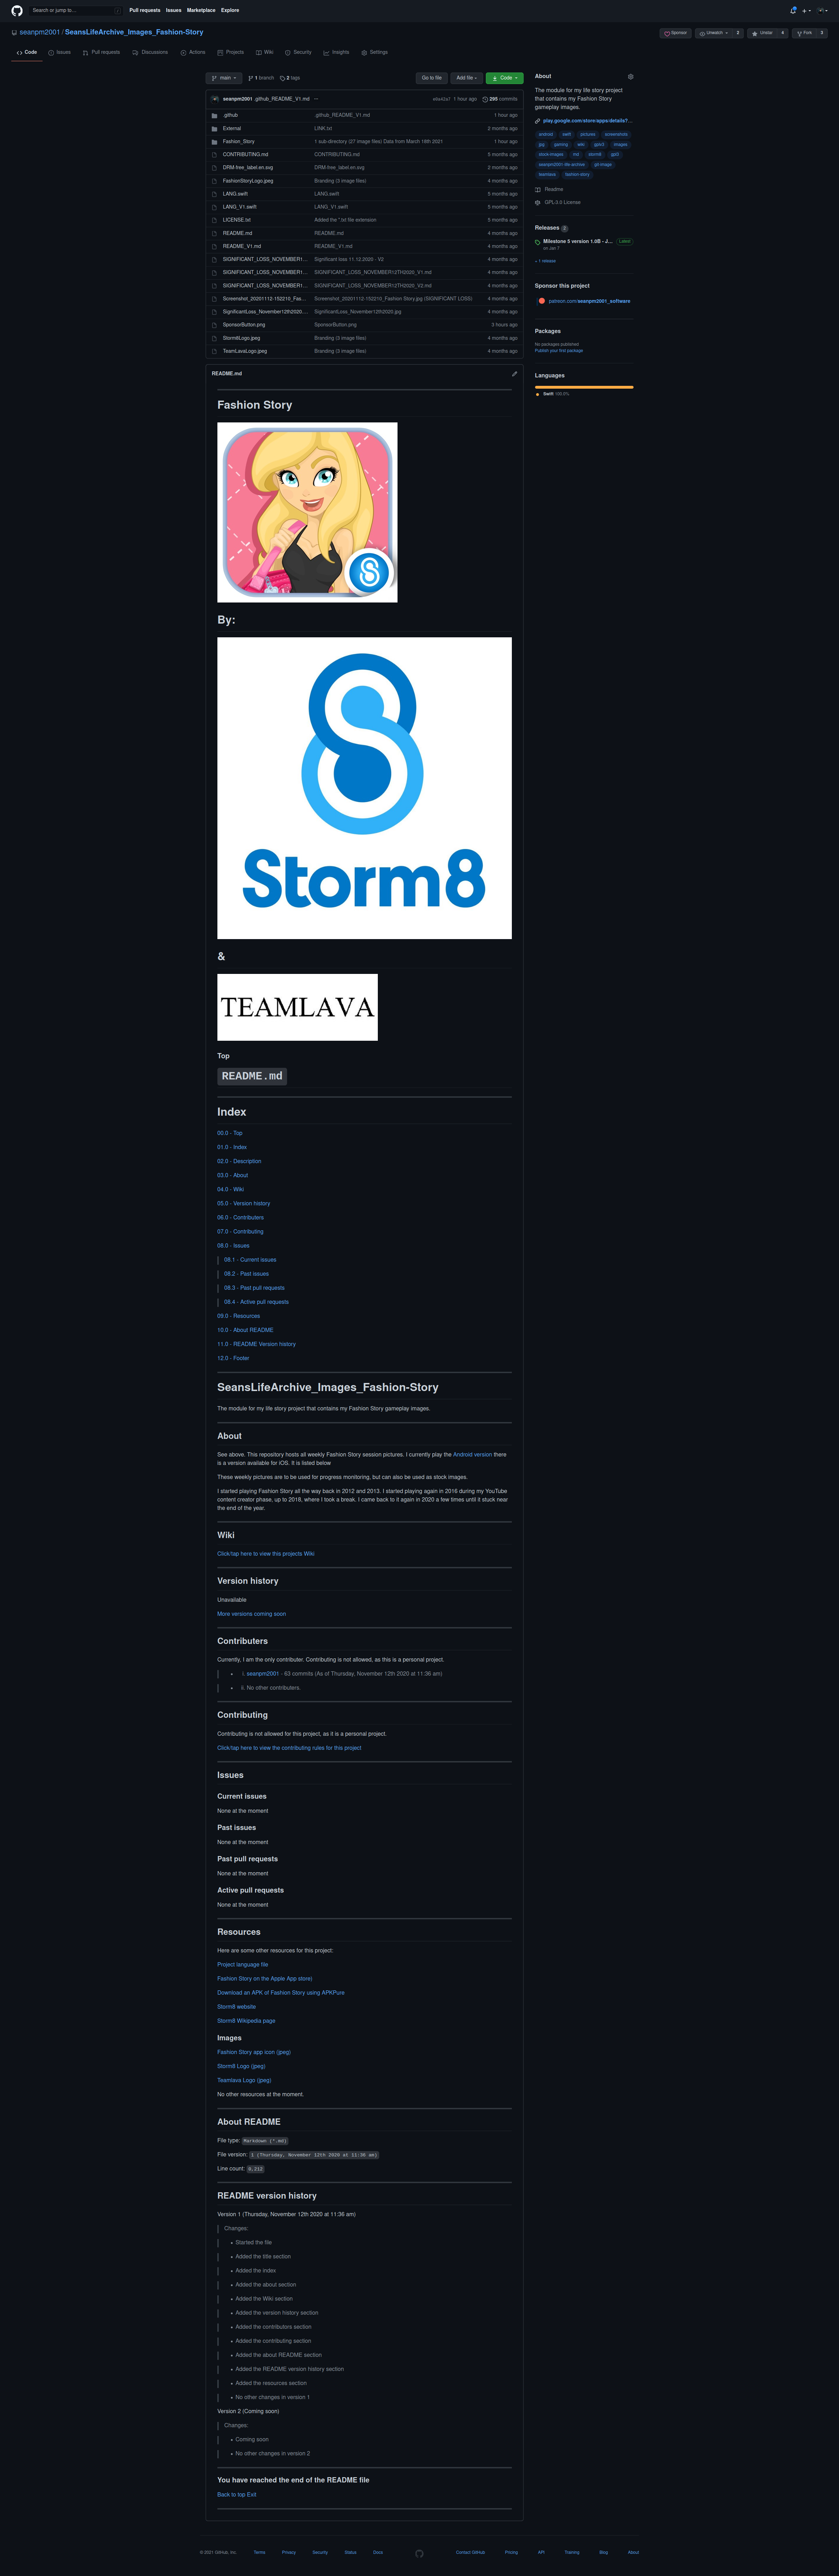 Search or jump to…
/
Pull requests Issues Marketplace Explore
seanpm2001 / SeansLifeArchive_Images_Fashion-Story
Sponsor Unwatch 2 Unstar 4 Fork 3
Code Issues Pull requests Discussions Actions Projects Wiki Security Insights Settings
main 1 branch 2 tags Go to file Add file Code
seanpm2001 .github_README_V1.md ... 1 hour ago 295 commits
.github .github_README_V1.md 1 hour ago
External LINK.txt 2 months ago
Fashion_Story 1 sub directory (27 image files) Data from March 18th 2021 1 hour ago
CONTRIBUTING.md CONTRIBUTING.md 5 months ago
DRM-free_label.en.svg DRM-free_label.en.svg 2 months ago
FashionStoryLogo.jpeg Branding (3 image files) 4 months ago
LANG.swift LANG.swift 5 months ago
LANG_V1.swift LANG_V1.swift 5 months ago
LICENSE.txt Added the *.txt file extension 5 months ago
README.md README.md 4 months ago
README_V1.md README_V1.md 4 months ago
SIGNIFICANT_LOSS_NOVEMBER1... Significant loss 11.12.2020 - V2 4 months ago
SIGNIFICANT_LOSS_NOVEMBER1... SIGNIFICANT_LOSS_NOVEMBER12TH2020_V1.md 4 months ago
SIGNIFICANT_LOSS_NOVEMBER1... SIGNIFICANT_LOSS_NOVEMBER12TH2020_V2.md 4 months ago
Screenshot_20201112-152210_Fas... Screenshot_20201112-152210_Fashion Story.jpg (SIGNIFICANT LOSS) 4 months ago
SignificantLoss_November12th2020... SignificantLoss_November12th2020.jpg 4 months ago
SponsorButton.png SponsorButton.png 3 hours ago
Storm8Logo.jpeg Branding (3 image files) 4 months ago
TeamLavaLogo.jpeg Branding (3 image files) 4 months ago
About
The module for my life story project
that contains my Fashion Story
gameplay images.
play.google.com/store/apps/details?...
android swift pictures screenshots
jpg gaming wiki gplv3 images
stock-images md storm8 gpl3
seanpm2001-life-archive git-image
teamlava fashion-story
Readme
GPL-3.0 License
Releases 2
Milestone 5 version 1.0B - J... Latest
on Jan 7
+ 1 release
Sponsor this project
patreon.com/seanpm2001_software
Packages
No packages published
Publish your first package
Languages
Swift 100.0%
README.md
Fashion Story
By:
Storm8
&
TEAMLAVA
Top
README.md
Index
00.0 - Top
01.0 - Index
02.0 - Description
03.0 - About
04.0 - Wiki
05.0 - Version history
06.0 - Contributers
07.0 - Contributing
08.0 - Issues
08.1 - Current issues
08.2 - Past issues
08.3 - Past pull requests
08.4 - Active pull requests
09.0 - Resources
10.0 - About README
11.0 - README Version history
12.0 - Footer
SeansLifeArchive_Images_Fashion-Story
The module for my life story project that contains my Fashion Story gameplay images.
About
See above. This repository hosts all weekly Fashion Story session pictures. I currently play the Android version there
is a version available for iOS. It is listed below
These weekly pictures are to be used for progress monitoring, but can also be used as stock images.
I started playing Fashion Story all the way back in 2012 and 2013. I started playing again in 2016 during my YouTube
content creator phase, up to 2018, where I took a break. I came back to it again in 2020 a few times until it stuck near
the end of the year.
Wiki
Click/tap here to view this projects Wiki
Version history
Unavailable
More versions coming soon
Contributers
Currently, I am the only contributer. Contributing is not allowed, as this is a personal project.
i. seanpm2001 - 63 commits (As of Thursday, November 12th 2020 at 11:36 am)
ii. No other contributers.
Contributing
Contributing is not allowed for this project, as it is a personal project.
Click/tap here to view the contributing rules for this project
Issues
Current issues
None at the moment
Past issues
None at the moment
Past pull requests
None at the moment
Active pull requests
None at the moment
Resources
Here are some other resources for this project:
Project language file
Fashion Story on the Apple App store)
Download an APK of Fashion Story using APKPure
Storm8 website
Storm8 Wikipedia page
Images
Fashion Story app icon (jpeg)
Storm8 Logo (jpeg)
Teamlava Logo (jpeg)
No other resources at the moment.
About README
File type: Markdown (*.md)
File version: 1 (Thursday, November 12th 2020 at 11:36 am)
Line count: 0,212
README version history
Version 1 (Thursday, November 12th 2020 at 11:36 am)
Changes:
• Started the file
• Added the title section
• Added the index
• Added the about section
• Added the Wiki section
• Added the version history section
• Added the contributors section
• Added the contributing section
• Added the about README section
• Added the README version history section
• Added the resources section
• No other changes in version 1
Version 2 (Coming soon)
Changes:
• Coming soon
• No other changes in version 2
You have reached the end of the README file
Back to top Exit
© 2021 GitHub, Inc. Terms Privacy Security Status Docs Contact GitHub Pricing API Training Blog About